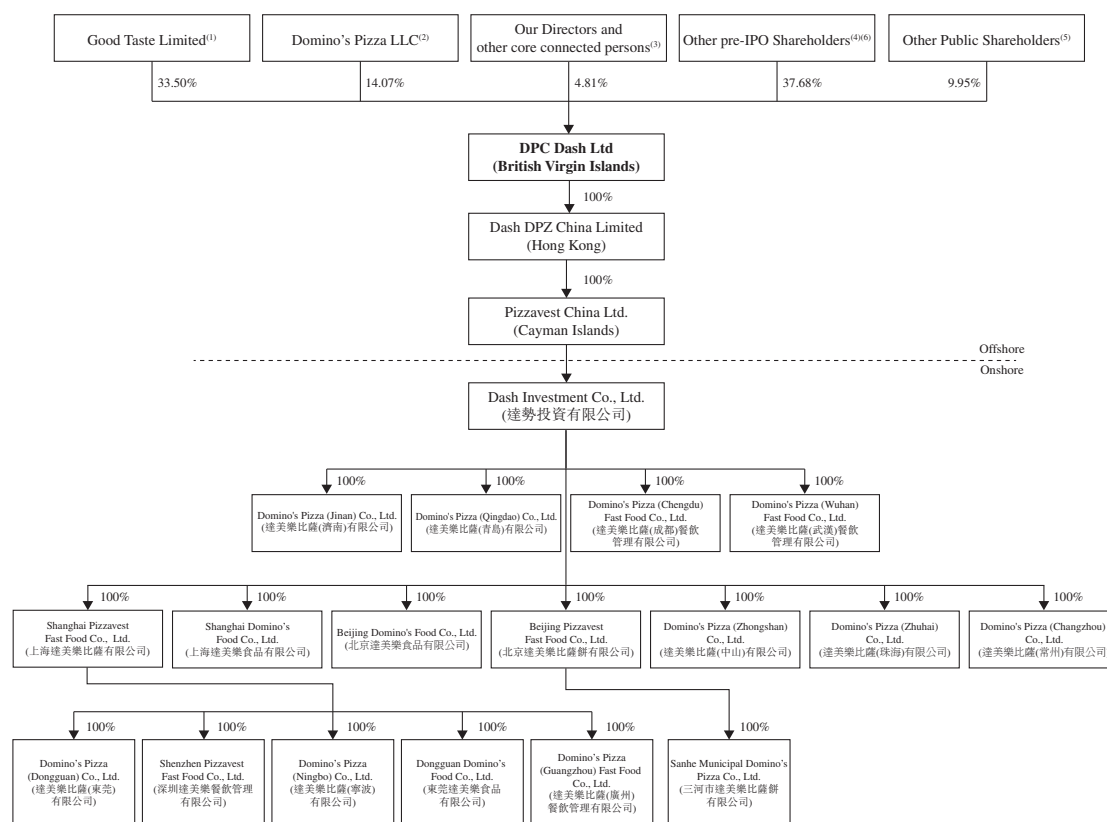 Good Taste Limited(1)
Domino's Pizza LLC(2)
Our Directors and
other core connected persons(3)
Other pre-IPO Shareholders(4)(6)
Other Public Shareholders(5)
33.50%
14.07%
4.81%
37.68%
9.95%
DPC Dash Ltd
(British Virgin Islands)
100%
Dash DPZ China Limited
(Hong Kong)
100%
Pizzavest China Ltd.
(Cayman Islands)
Offshore
Onshore
Dash Investment Co., Ltd.
(達勢投資有限公司)
100%
100%
100%
100%
Domino's Pizza (Jinan) Co., Ltd.
(達美樂比薩(濟南)有限公司)
Domino's Pizza (Qingdao) Co., Ltd.
(達美樂比薩(青島)有限公司)
Domino's Pizza (Chengdu)
Fast Food Co., Ltd.
(達美樂比薩(成都)餐飲
管理有限公司)
Domino's Pizza (Wuhan)
Fast Food Co., Ltd.
(達美樂比薩(武漢)餐飲
管理有限公司)
100%
100%
100%
100%
100%
100%
100%
Shanghai Pizzavest
Fast Food Co., Ltd.
(上海達美樂比薩有限公司)
Shanghai Domino's
Food Co., Ltd.
(上海達美樂食品有限公司)
Beijing Domino's Food Co., Ltd.
(北京達美樂食品有限公司)
Beijing Pizzavest
Fast Food Co., Ltd.
(北京達美樂比薩餅有限公司)
Domino's Pizza (Zhongshan)
Co., Ltd.
(達美樂比薩(中山)有限公司)
Domino's Pizza (Zhuhai)
Co., Ltd.
(達美樂比薩(珠海)有限公司)
Domino's Pizza (Changzhou)
Co., Ltd.
(達美樂比薩(常州)有限公司)
100%
100%
100%
100%
100%
100%
Domino's Pizza
(Dongguan) Co., Ltd.
(達美樂比薩(東莞)
有限公司)
Shenzhen Pizzavest
Fast Food Co., Ltd.
(深圳達美樂餐飲管理
有限公司)
Domino's Pizza
(Ningbo) Co., Ltd.
(達美樂比薩(寧波)
有限公司)
Dongguan Domino's
Food Co., Ltd.
(東莞達美樂食品
有限公司)
Domino's Pizza
(Guangzhou) Fast Food
Co., Ltd.
(達美樂比薩(廣州)
餐飲管理有限公司)
Sanhe Municipal Domino's
Pizza Co., Ltd.
(三河市達美樂比薩餅
有限公司)